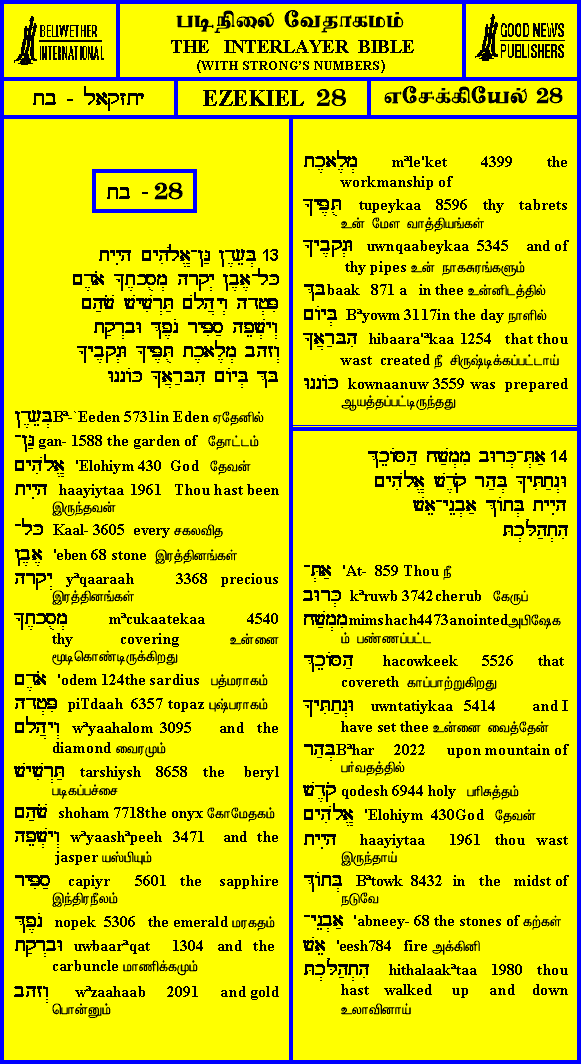 BELLWETHER
INTERNATIONAL
படிநிலை வேதாகமம்
THE INTERLAYER BIBLE
(WITH STRONG'S NUMBERS)
GOOD NEWS
PUBLISHERS
יחזקאל - בת
EZEKIEL 28
எசேக்கியேல் 28
28 - בת
13 בְּעֵדֶן גַּן־אֱלֹהִים הָיִיתָ
כָּל־אֶבֶן יְקָרָה מְסֻכָתֶךָ אֹדֶם
פִּטְדָה וְיָהֲלֹם תַּרְשִׁישׁ שֹׁהַם
וְיָשְׁפֵה סַפִּיר נֹפֶךְ וּבָרְקַת
וְזָהָב מְלֶאכֶת תֻּפֶּיךָ וּנְקָבֶיךָ
בָּךְ בְּיוֹם הִבָּרַאֲךָ כּוֹנָנוּ
בְּעֵדֶן Bª-`Eeden 5731in Eden ஏதேனில்
גַּן־ gan- 1588 the garden of தோட்டம்
אֱלֹהִים 'Elohiym 430 God தேவன்
הָיִיתָ haayiytaa 1961 Thou hast been
இருந்தவன்
כָּל־ Kaal- 3605 every சகலவித
אֶבֶן 'eben 68 stone இரத்தினங்கள்
יְקָרָה yªqaaraah 3368 precious
இரத்தினங்கள்
מְסֻכָתֶךָ mªcukaatekaa 4540
thy covering உன்னை
மூடிகொண்டிருக்கிறது
אֹדֶם 'odem 124the sardius பத்மராகம்
פִּטְדָה piTdaah 6357 topaz புஷ்பராகம்
וְיָהֲלֹם wªyaahalom 3095 and the
diamond வைரமும்
תַּרְשִׁישׁ tarshiysh 8658 the beryl
படிகப்பச்சை
שֹׁהַם shoham 7718the onyx கோமேதகம்
וְיָשְׁפֵה wªyaashªpeeh 3471 and the
jasper யஸ்பியும்
סַפִּיר capiyr 5601 the sapphire
இந்திரநீலம்
נֹפֶךְ nopek 5306 the emerald மரகதம்
וּבָרְקַת uwbaarªqat 1304 and the
carbuncle மாணிக்கமும்
וְזָהָב wªzaahaab 2091 and gold
பொன்னும்
מְלֶאכֶת mªle'ket 4399 the
workmanship of
תֻּפֶּיךָ tupeykaa 8596 thy tabrets
உன் மேள வாத்தியங்கள்
וּנְקָבֶיךָ uwnqaabeykaa 5345 and of
thy pipes உன் நாகசுரங்களும்
בָּךְ baak 871 a in thee உன்னிடத்தில்
בְּיוֹם Bªyowm 3117in the day நாளில்
הִבָּרַאֲךָ hibaara'ªkaa 1254 that thou
wast created நீ சிருஷ்டிக்கப்பட்டாய்
כּוֹנָנוּ kownaanuw 3559 was prepared
ஆயத்தப்பட்டிருந்தது
14 אַתְּ־כְּרוּב מִמְשַׁח הַסּוֹכֵךְ
וּנְתַתִּיךָ בְּהַר קֹדֶשׁ אֱלֹהִים
הָיִיתָ בְּתוֹךְ אַבְנֵי־אֵשׁ
הִתְהַלָּכְתָּ
אַתְּ־ 'At- 859 Thou நீ
כְּרוּב kªruwb 3742cherub கேருப்
מִמְשַׁח mimshach4473anointedஅபிஷேக
ம் பண்ணப்பட்ட
הַסּוֹכֵךְ hacowkeek 5526 that
covereth காப்பாற்றுகிறது
וּנְתַתִּיךָ uwntatiykaa 5414 and I
have set thee உன்னை வைத்தேன்
בְּהַר Bªhar 2022 upon mountain of
பர்வதத்தில்
קֹדֶשׁ qodesh 6944 holy பரிசுத்தம்
אֱלֹהִים 'Elohiym 430God தேவன்
הָיִיתָ haayiytaa 1961 thou wast
இருந்தாய்
בְּתוֹךְ Bªtowk 8432 in the midst of
நடுவே
אַבְנֵי־ 'abneey- 68 the stones of கற்கள்
אֵשׁ 'eesh784 fire அக்கினி
הִתְהַלָּכְתָּ hithalaakªtaa 1980 thou
hast walked up and down
உலாவினாய்